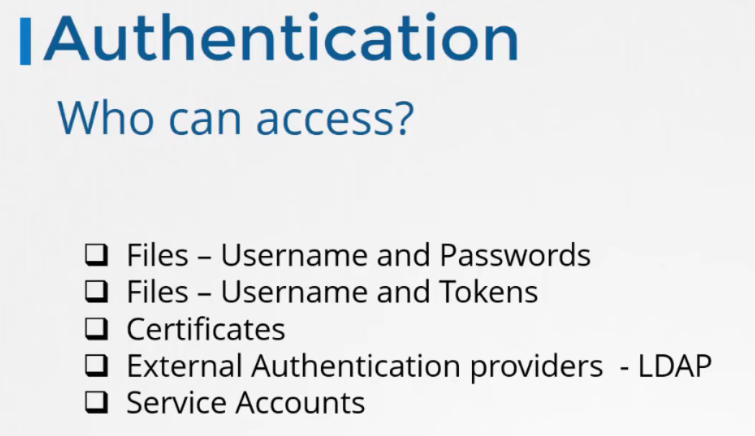 Authentication
Who can access?
Files – Username and Passwords
Files – Username and Tokens
Certificates
External Authentication providers - LDAP
Service Accounts